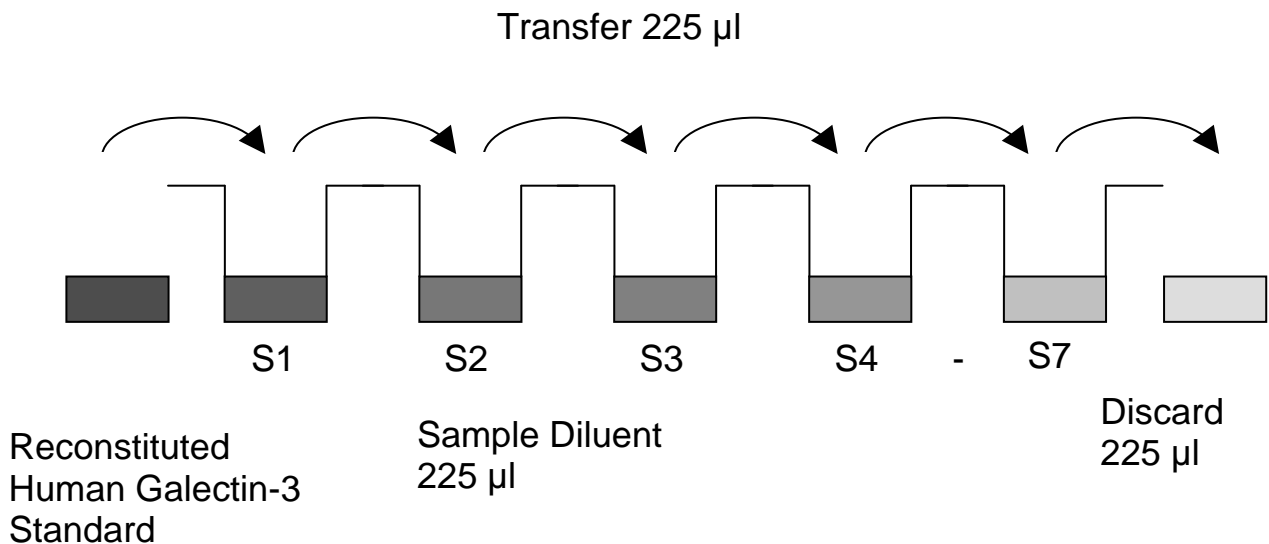 Transfer 225 µl
S1 S2 S3 S4 - S7
Reconstituted
Human Galectin-3
Standard
Sample Diluent
225 µl
Discard
225 µl